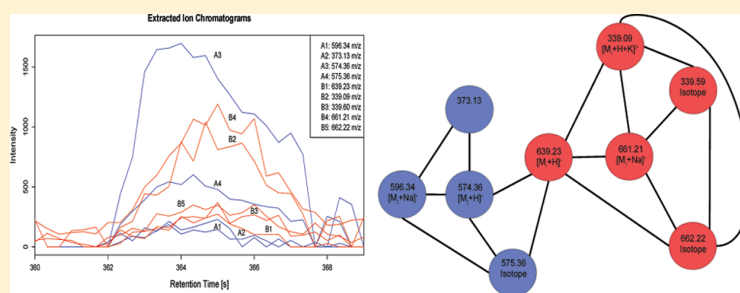 Extracted Ion Chromatograms
Intensity
1500
1000
500
0
360
362
364
366
368
Retention Time [s]
A3
B4
B2
A4
B5
B3
A1
A2
B1
A1: 596.34 m/z
A2: 373.13 m/z
A3: 574.36 m/z
A4: 575.36 m/z
B1: 639.23 m/z
B2: 339.09 m/z
B3: 339.60 m/z
B4: 661.21 m/z
B5: 662.22 m/z
339.09
339.59
Isotope
373.13
639.23
661.21
596.34
574.36
575.36
Isotope
662.22
Isotope